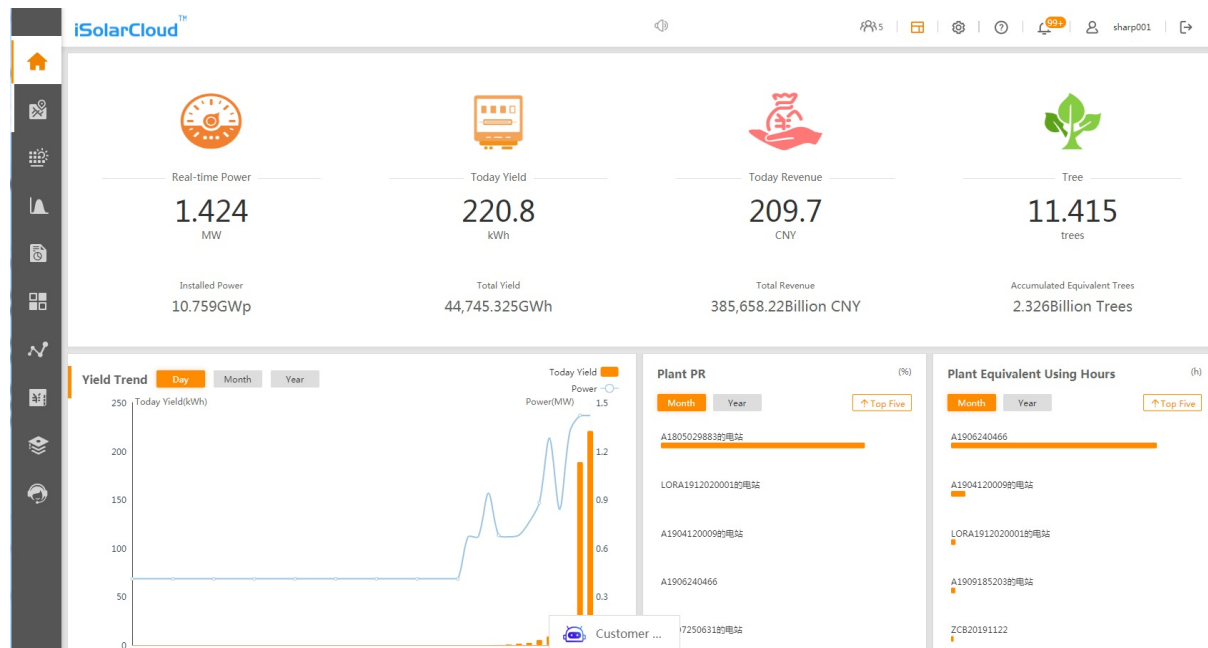 iSolarCloud™
5
99+
sharp001
Real-time Power
Today Yield
Today Revenue
Tree
1.424
220.8
209.7
11.415
MW
kWh
CNY
trees
Installed Power
Total Yield
Total Revenue
Accumulated Equivalent Trees
10.759GWp
44,745.325GWh
385,658.22Billion CNY
2.326Billion Trees
Yield Trend
Day
Month
Year
Today Yield
Power
Today Yield(kWh)
Power(MW)
250
200
150
100
50
0
1.5
1.2
0.9
0.6
0.3
Customer ...
Plant PR
(%)
Month
Year
Top Five
A1805029883的电站
LORA1912020001的电站
A1904120009的电站
A1906240466
7250631的电站
Plant Equivalent Using Hours
(h)
Month
Year
Top Five
A1906240466
A1904120009的电站
LORA1912020001的电站
A1909185203的电站
ZCB20191122